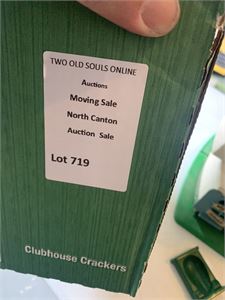 TWO OLD SOULS ONLINE
Auctions
Moving Sale
North Canton
Auction Sale
Lot 719
Clubhouse Crackers